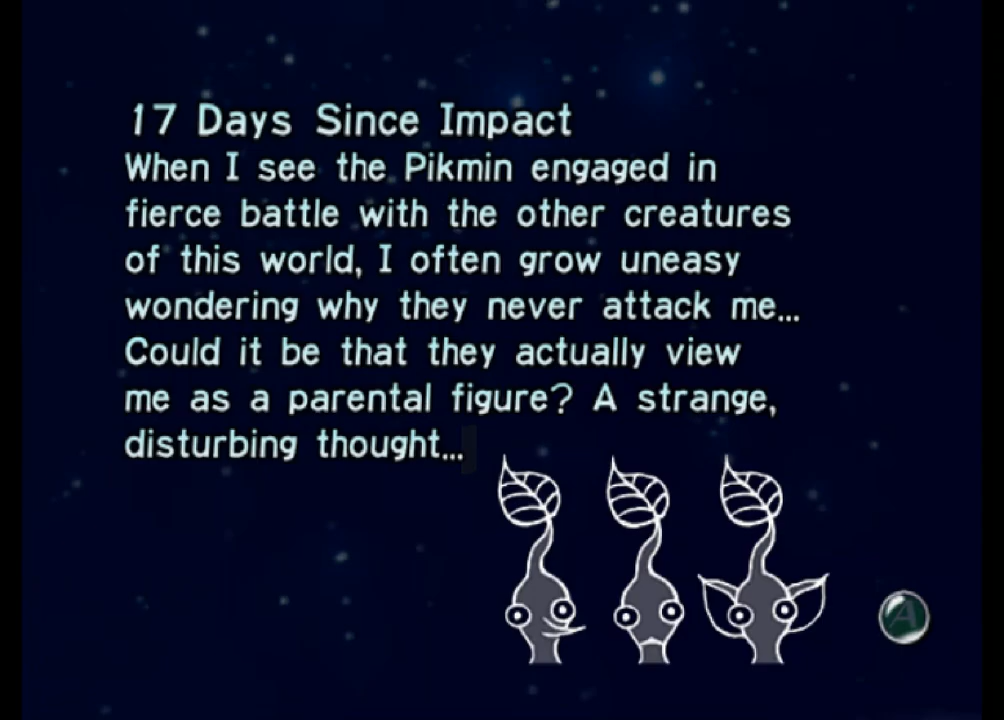 17 Days Since Impact
When I see the Pikmin engaged in
fierce battle with the other creatures
of this world, I often grow uneasy
wondering why they never attack me...
Could it be that they actually view
me as a parental figure? A strange,
disturbing thought...
A